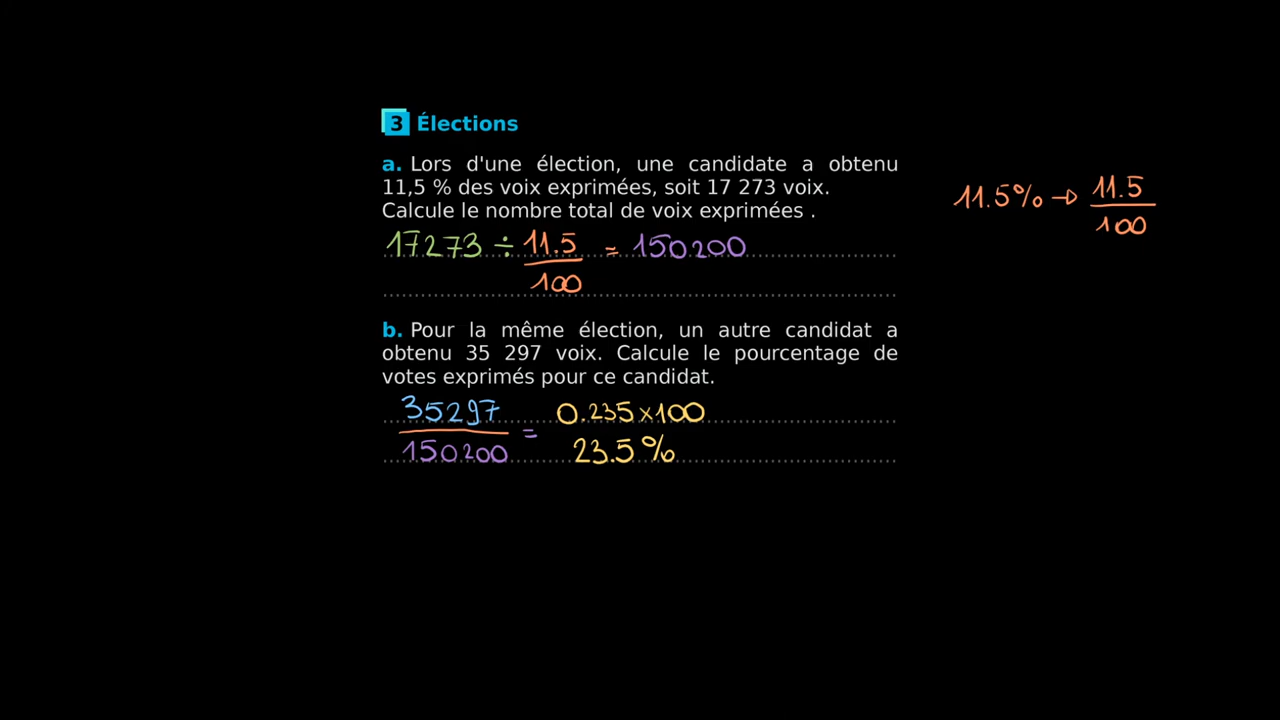 3 Élections
a. Lors d'une élection, une candidate a obtenu
11,5 % des voix exprimées, soit 17 273 voix.
Calcule le nombre total de voix exprimées .
17273 ÷ 11.5/100 = 150200
b. Pour la même élection, un autre candidat a
obtenu 35 297 voix. Calcule le pourcentage de
votes exprimés pour ce candidat.
35297/150200 = 0.235×100
23.5%
11.5% → 11.5/100